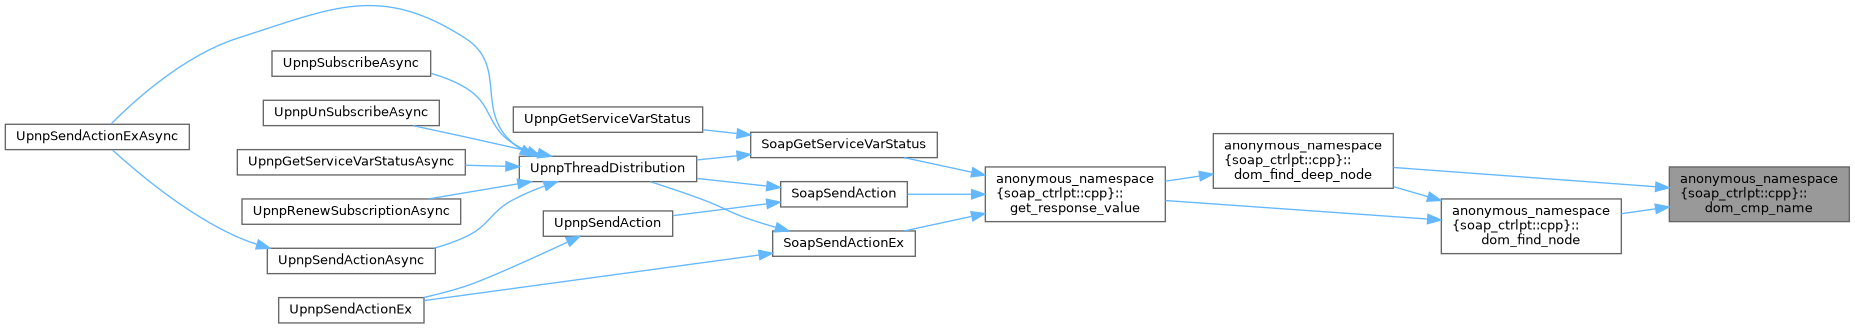 UpnpSendActionExAsync
UpnpSubscribeAsync
UpnpUnSubscribeAsync
UpnpGetServiceVarStatusAsync
UpnpRenewSubscriptionAsync
UpnpSendActionAsync
UpnpSendActionEx
UpnpGetServiceVarStatus
UpnpThreadDistribution
UpnpSendAction
SoapGetServiceVarStatus
SoapSendAction
SoapSendActionEx
anonymous_namespace
{soap_ctrlpt::cpp}::
get_response_value
anonymous_namespace
{soap_ctrlpt::cpp}::
dom_find_deep_node
anonymous_namespace
{soap_ctrlpt::cpp}::
dom_find_node
anonymous_namespace
{soap_ctrlpt::cpp}::
dom_cmp_name